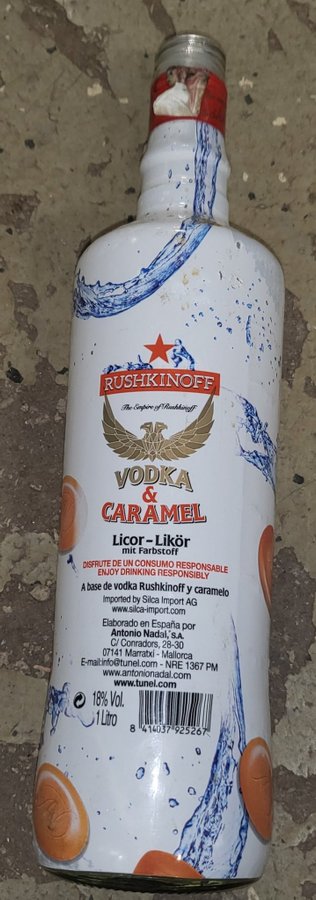 RUSHKINOFF
The Empire of Rushkinoff
VODKA
&
CARAMEL
Licor-Likör
mit Farbstoff
DISFRUTE DE UN CONSUMO RESPONSABLE
ENJOY DRINKING RESPONSIBLY
A base de vodka Rushkinoff y caramelo
Imported by Silca Import AG
www.silca-import.com
Elaborado en España por
Antonio Nadal, S.A.
C/ Conradors, 28-30
07141 Marratxi - Mallorca
E-mail:info@tunel.com - NRE 1367 PM
www.antonionadal.com
www.tunel.com
18% Vol.
1 Litro
8 414037 925267